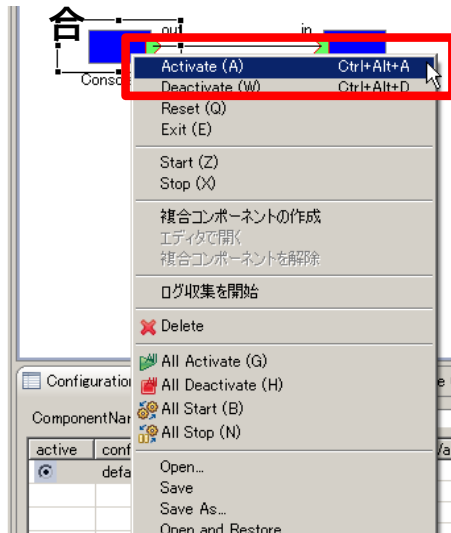 合
out in
Conso
Activate (A) Ctrl+Alt+A
Deactivate (W) Ctrl+Alt+D
Reset (Q)
Exit (E)
Start (Z)
Stop (X)
複合コンポーネントの作成
エディタで開く
複合コンポーネントを解除
ログ収集を開始
Delete
All Activate (G)
All Deactivate (H)
All Start (B)
All Stop (N)
Configuration
e
ComponentNar
active conf
defa
Open...
Save
Save As...
Open and Restore